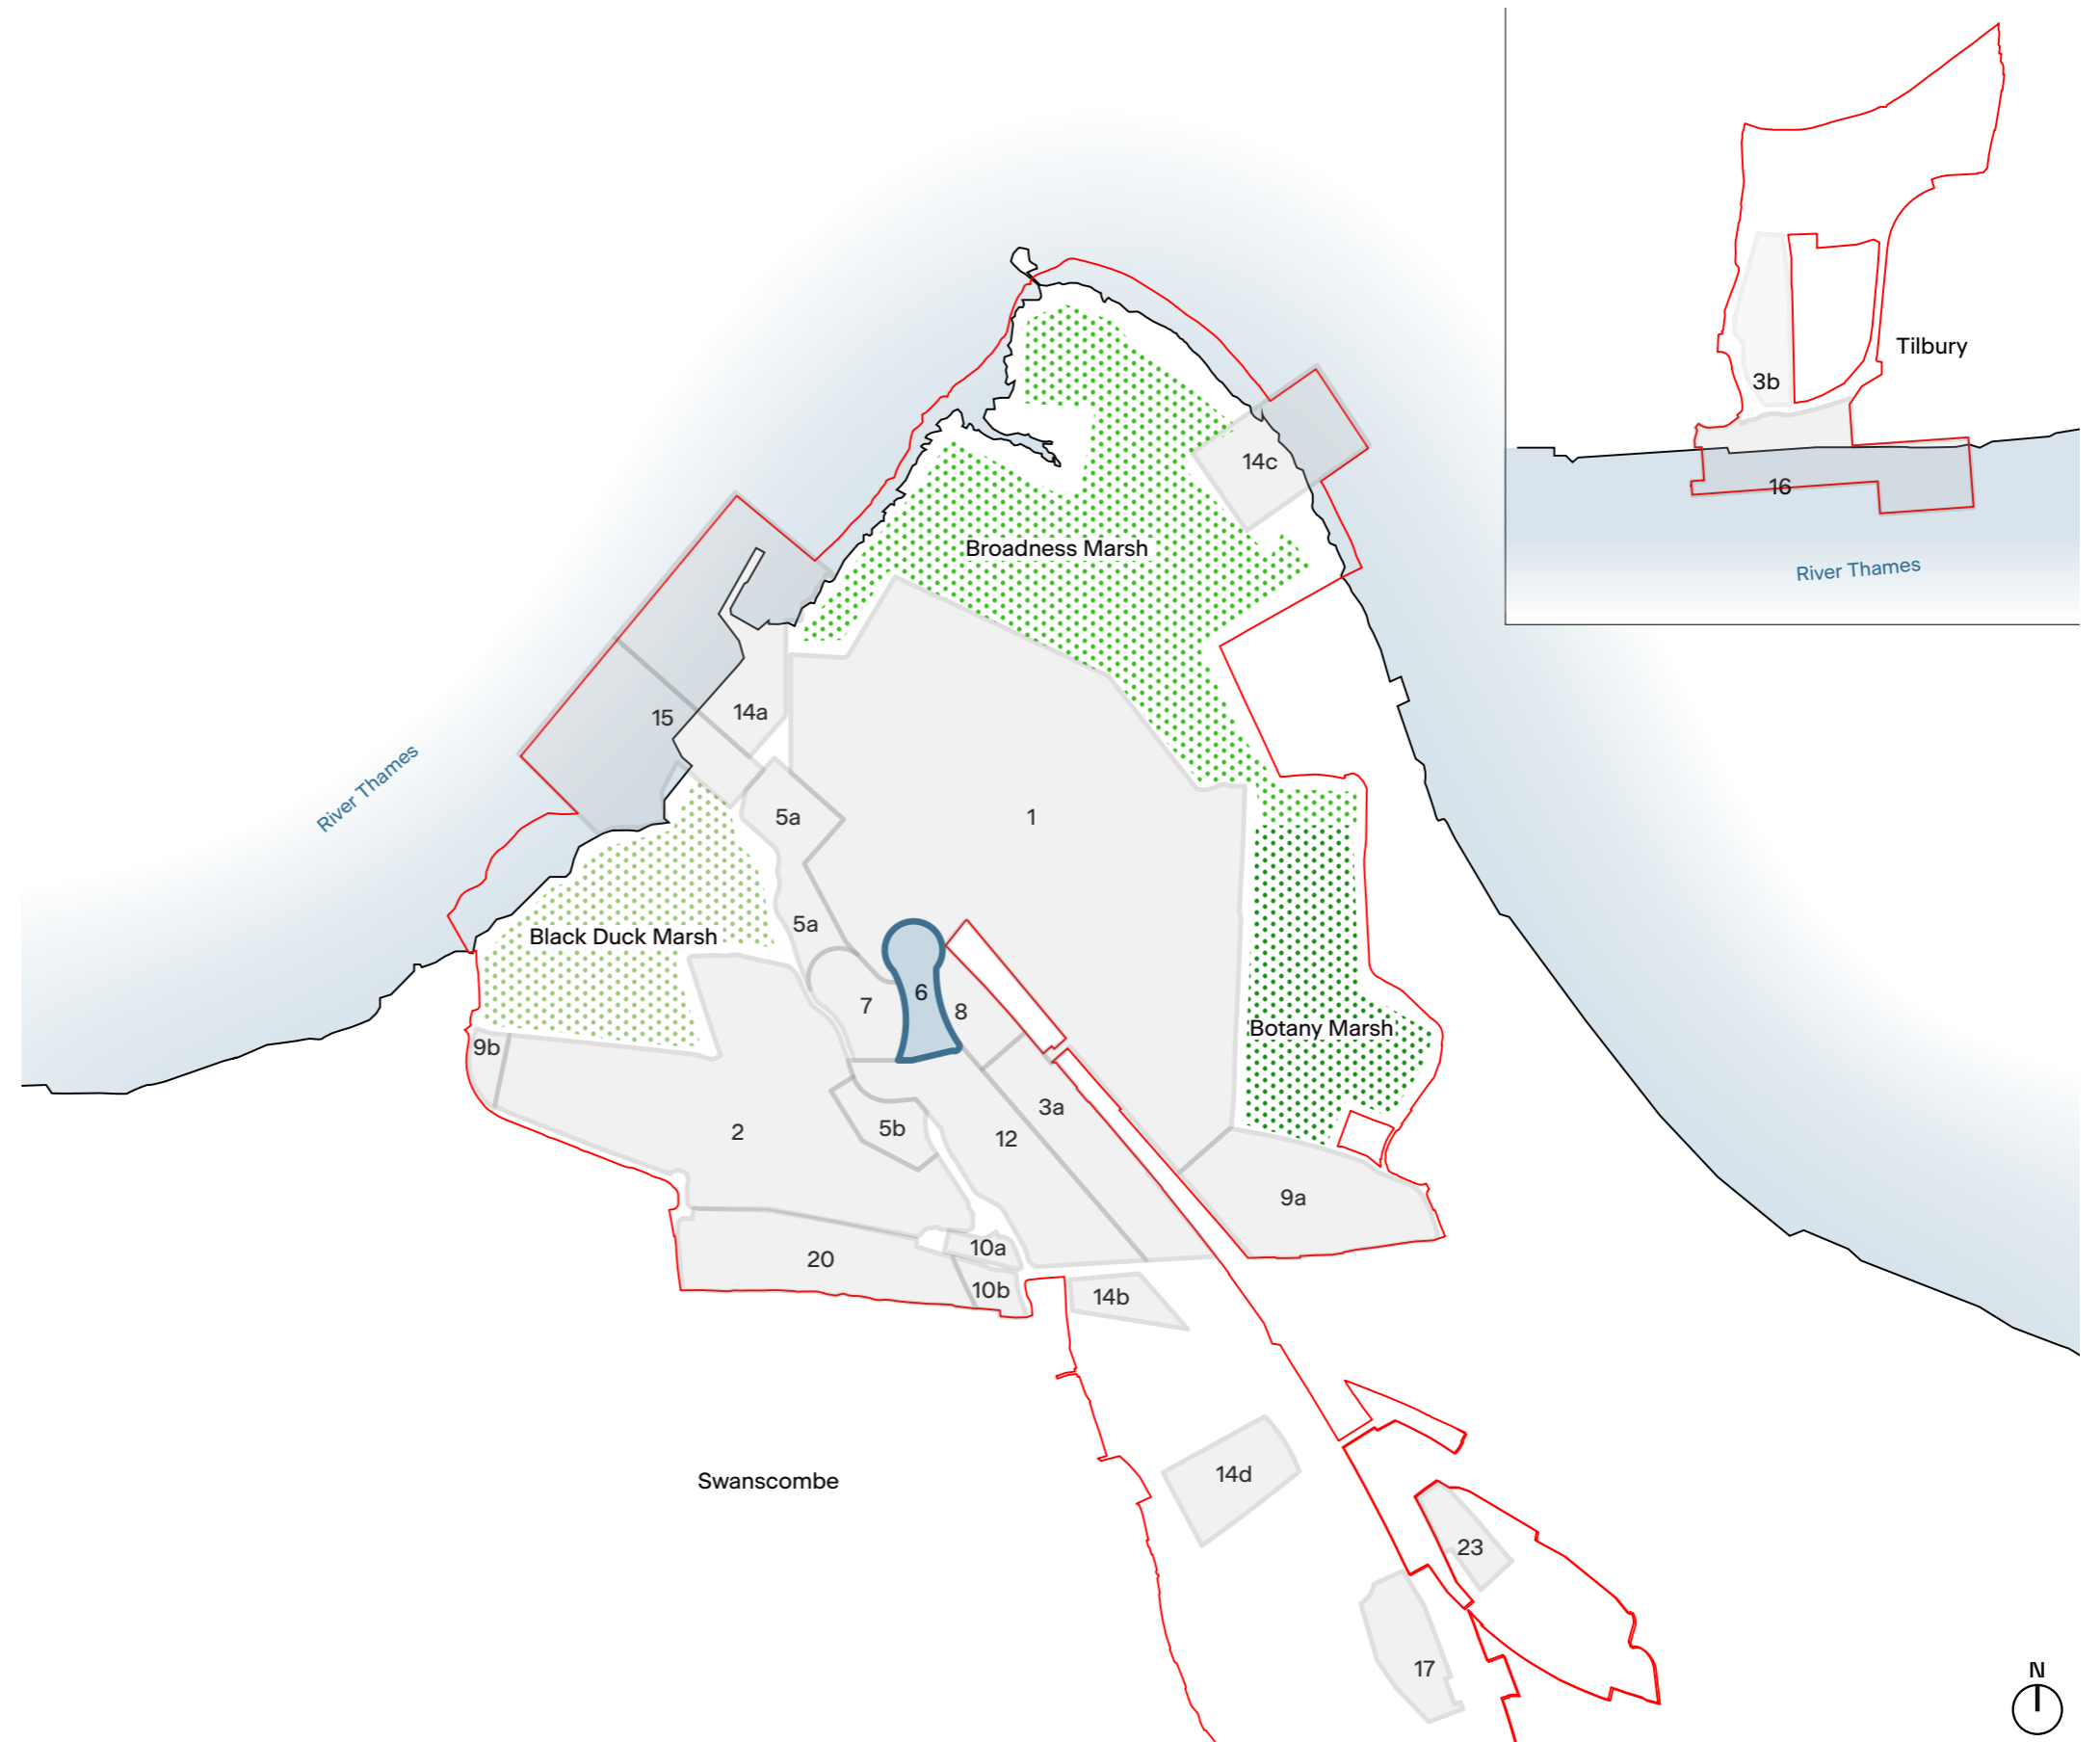 Tilbury
3b
16
River Thames
14c
Broadness Marsh
15
14a
River Thames
5a
1
5a
Black Duck Marsh
6
7
8
Botany Marsh
9b
3a
5b
2
12
9a
10a
20
10b
14b
14d
Swanscombe
23
17
N